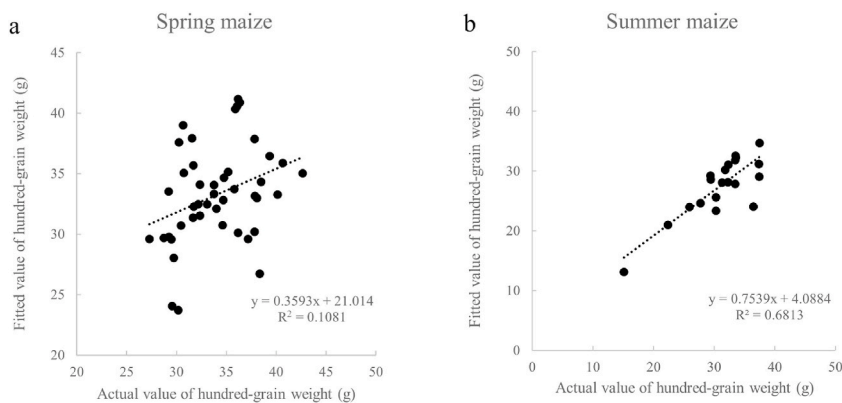 a
Spring maize
45
40
35
30
25
20
20
25
30
35
40
45
50
Fitted value of hundred-grain weight (g)
Actual value of hundred-grain weight (g)
y = 0.3593x + 21.014
R² = 0.1081
b
Summer maize
50
40
30
20
10
0
0
10
20
30
40
50
Fitted value of hundred-grain weight (g)
Actual value of hundred-grain weight (g)
y = 0.7539x + 4.0884
R² = 0.6813